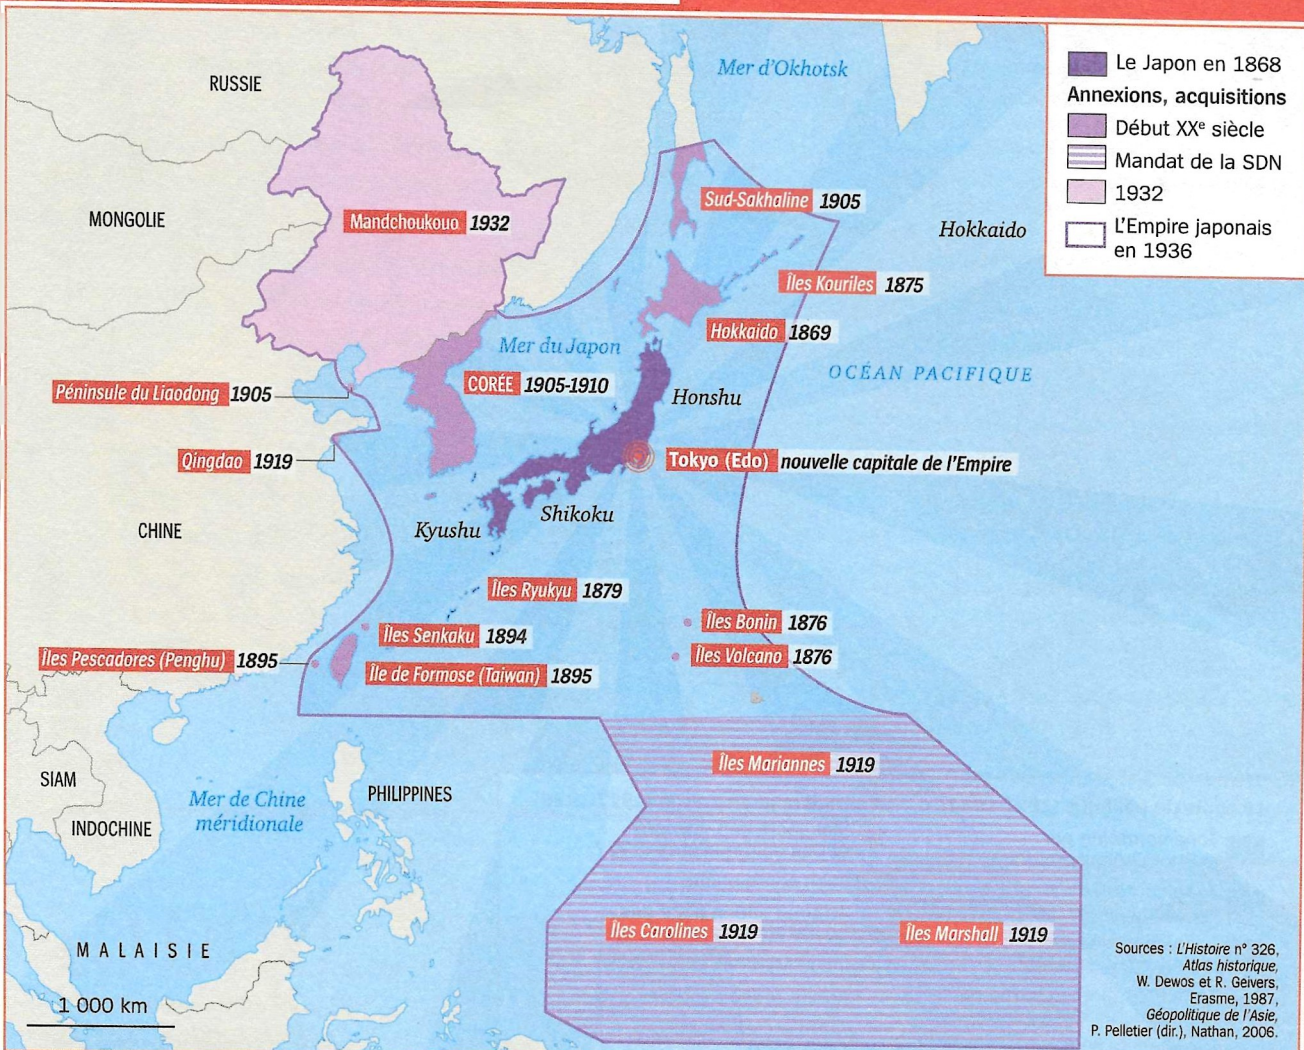 Mer d'Okhotsk
RUSSIE
Le Japon en 1868
Annexions, acquisitions
Début XXe siècle
Mandat de la SDN
1932
L'Empire japonais
en 1936
MONGOLIE
Mandchoukouo 1932
Sud-Sakhaline 1905
Hokkaido
Îles Kouriles 1875
Hokkaido 1869
Mer du Japon
OCÉAN PACIFIQUE
Péninsule du Liaodong 1905
CORÉE 1905-1910
Honshu
Qingdao 1919
Tokyo (Edo) nouvelle capitale de l'Empire
CHINE
Kyushu
Shikoku
Îles Ryukyu 1879
Îles Senkaku 1894
Îles Bonin 1876
Îles Pescadores (Penghu) 1895
Île de Formose (Taiwan) 1895
Îles Volcano 1876
Îles Mariannes 1919
SIAM
INDOCHINE
Mer de Chine
méridionale
PHILIPPINES
Îles Carolines 1919
Îles Marshall 1919
MALAISIE
1 000 km
Sources : L'Histoire n° 326,
Atlas historique,
W. Dewos et R. Geivers,
Erasme, 1987,
Géopolitique de l'Asie,
P. Pelletier (dir.), Nathan, 2006.